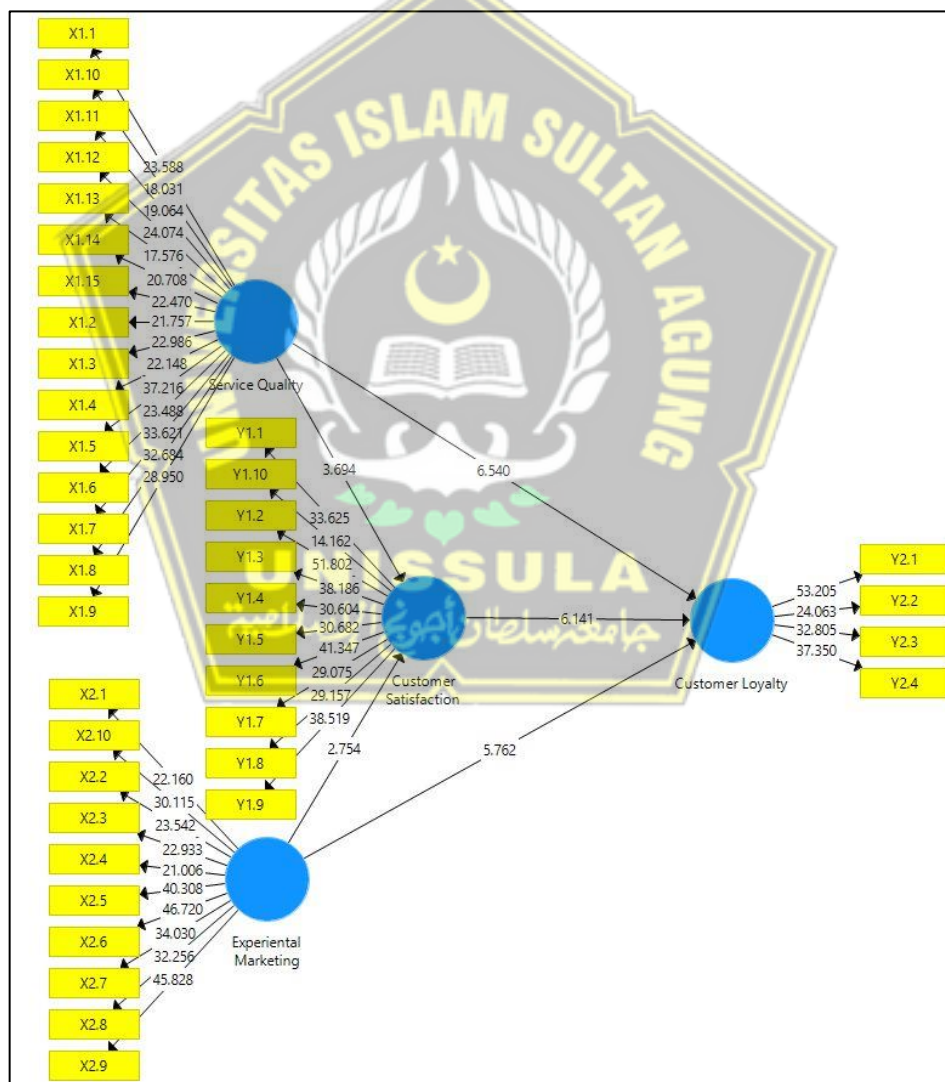 X1.1
X1.10
X1.11
X1.12
X1.13
X1.14
X1.15
X1.2
X1.3
X1.4
X1.5
X1.6
X1.7
X1.8
X1.9
23.588
18.031
19.064
24.074
17.576
20.708
22.470
21.757
22.986
22.148
37.216
23.488
33.621
32.684
28.950
Service Quality
UNIVERSITAS ISLAM SULTAN AGUNG
3.694
6.540
Y1.1
Y1.10
Y1.2
Y1.3
Y1.4
Y1.5
Y1.6
Y1.7
Y1.8
Y1.9
33.625
14.162
51.802
38.186
30.604
30.682
41.347
29.075
29.157
38.519
UNISSULA
جامعة سلطان أجونج الإسلامية
6.141
Customer
Satisfaction
Customer Loyalty
53.205
24.063
32.805
37.350
Y2.1
Y2.2
Y2.3
Y2.4
2.754
5.762
X2.1
X2.10
X2.2
X2.3
X2.4
X2.5
X2.6
X2.7
X2.8
X2.9
22.160
30.115
23.542
22.933
21.006
40.308
46.720
34.030
32.256
45.828
Experiental
Marketing